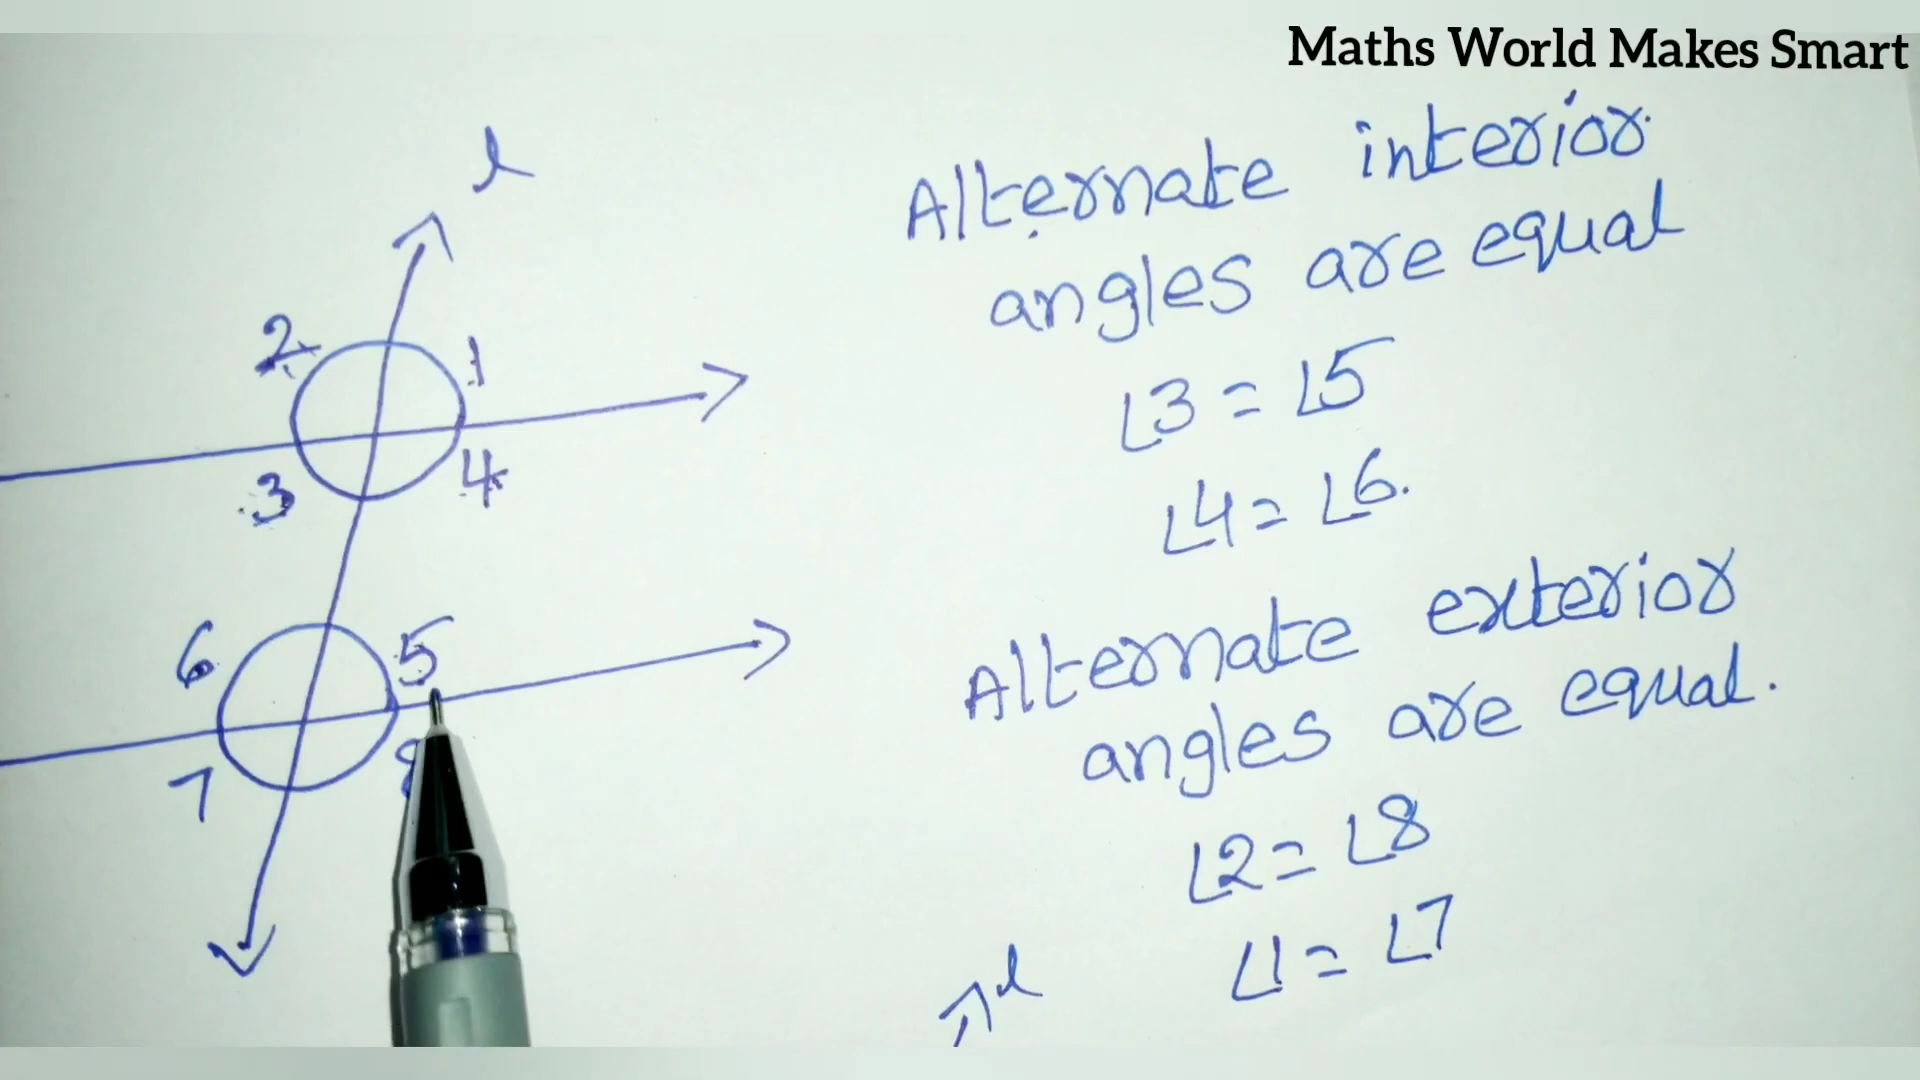 Maths World Makes Smart
l
2
1
3
4
6
5
7
8
Alternate interior
angles are equal
∠3 = ∠5
∠4 = ∠6.
Alternate exterior
angles are equal.
∠2 = ∠8
∠1 = ∠7
l